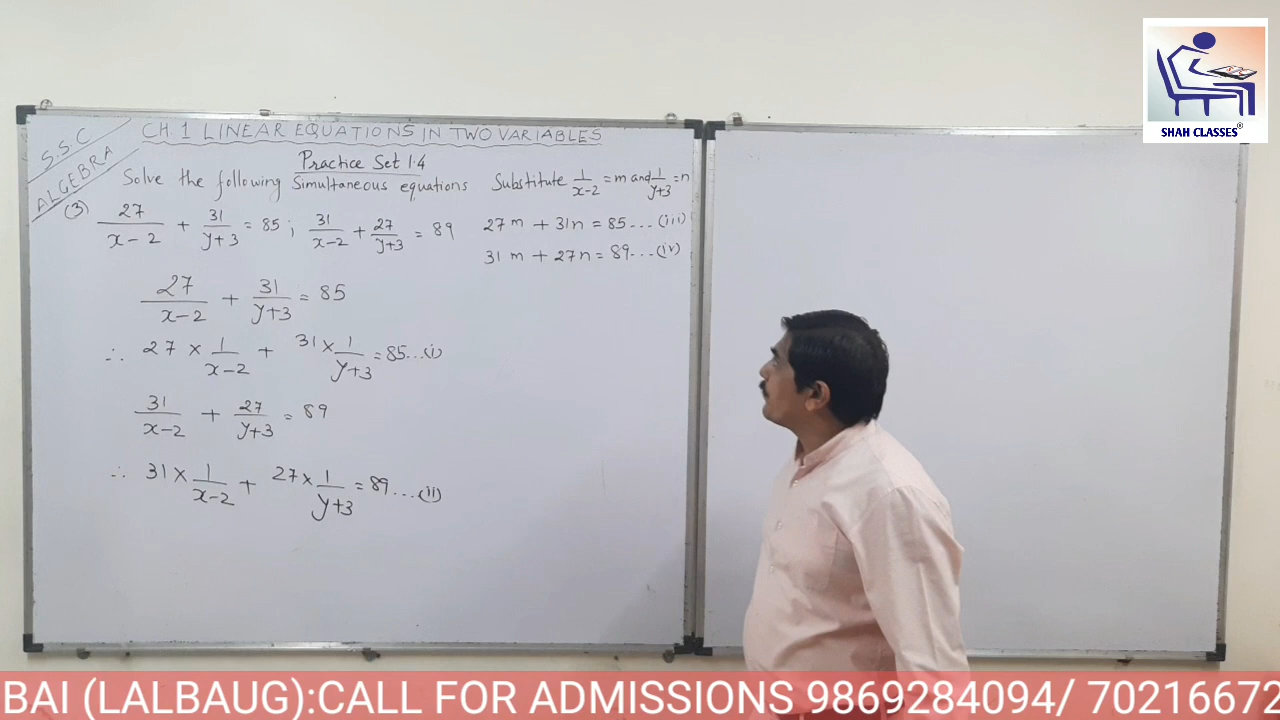 SHAH CLASSES®
S.S.C
ALGEBRA
CH 1 LINEAR EQUATIONS IN TWO VARIABLES
Practice Set 1.4
Solve the following Simultaneous equations
(3) 27/(x-2) + 31/(y+3) = 85 ; 31/(x-2) + 27/(y+3) = 89
27/(x-2) + 31/(y+3) = 85
∴ 27 × 1/(x-2) + 31 × 1/(y+3) = 85...(i)
31/(x-2) + 27/(y+3) = 89
∴ 31 × 1/(x-2) + 27 × 1/(y+3) = 89....(ii)
Substitute 1/(x-2) = m and 1/(y+3) = n
27m + 31n = 85...(iii)
31m + 27n = 89...(iv)
BAI (LALBAUG):CALL FOR ADMISSIONS 9869284094/ 70216672